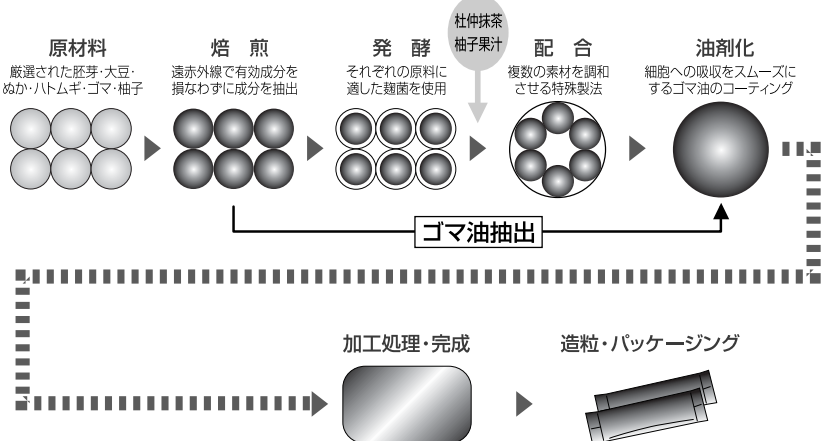 原材料
厳選された胚芽・大豆・
ぬか・ハトムギ・ゴマ・柚子
焙 煎
遠赤外線で有効成分を
損なわずに成分を抽出
発 酵
それぞれの原料に
適した麹菌を使用
杜仲抹茶
柚子果汁
配 合
複数の素材を調和
させる特殊製法
油剤化
細胞への吸収をスムーズに
するゴマ油のコーティング
ゴマ油抽出
加工処理・完成
造粒・パッケージング